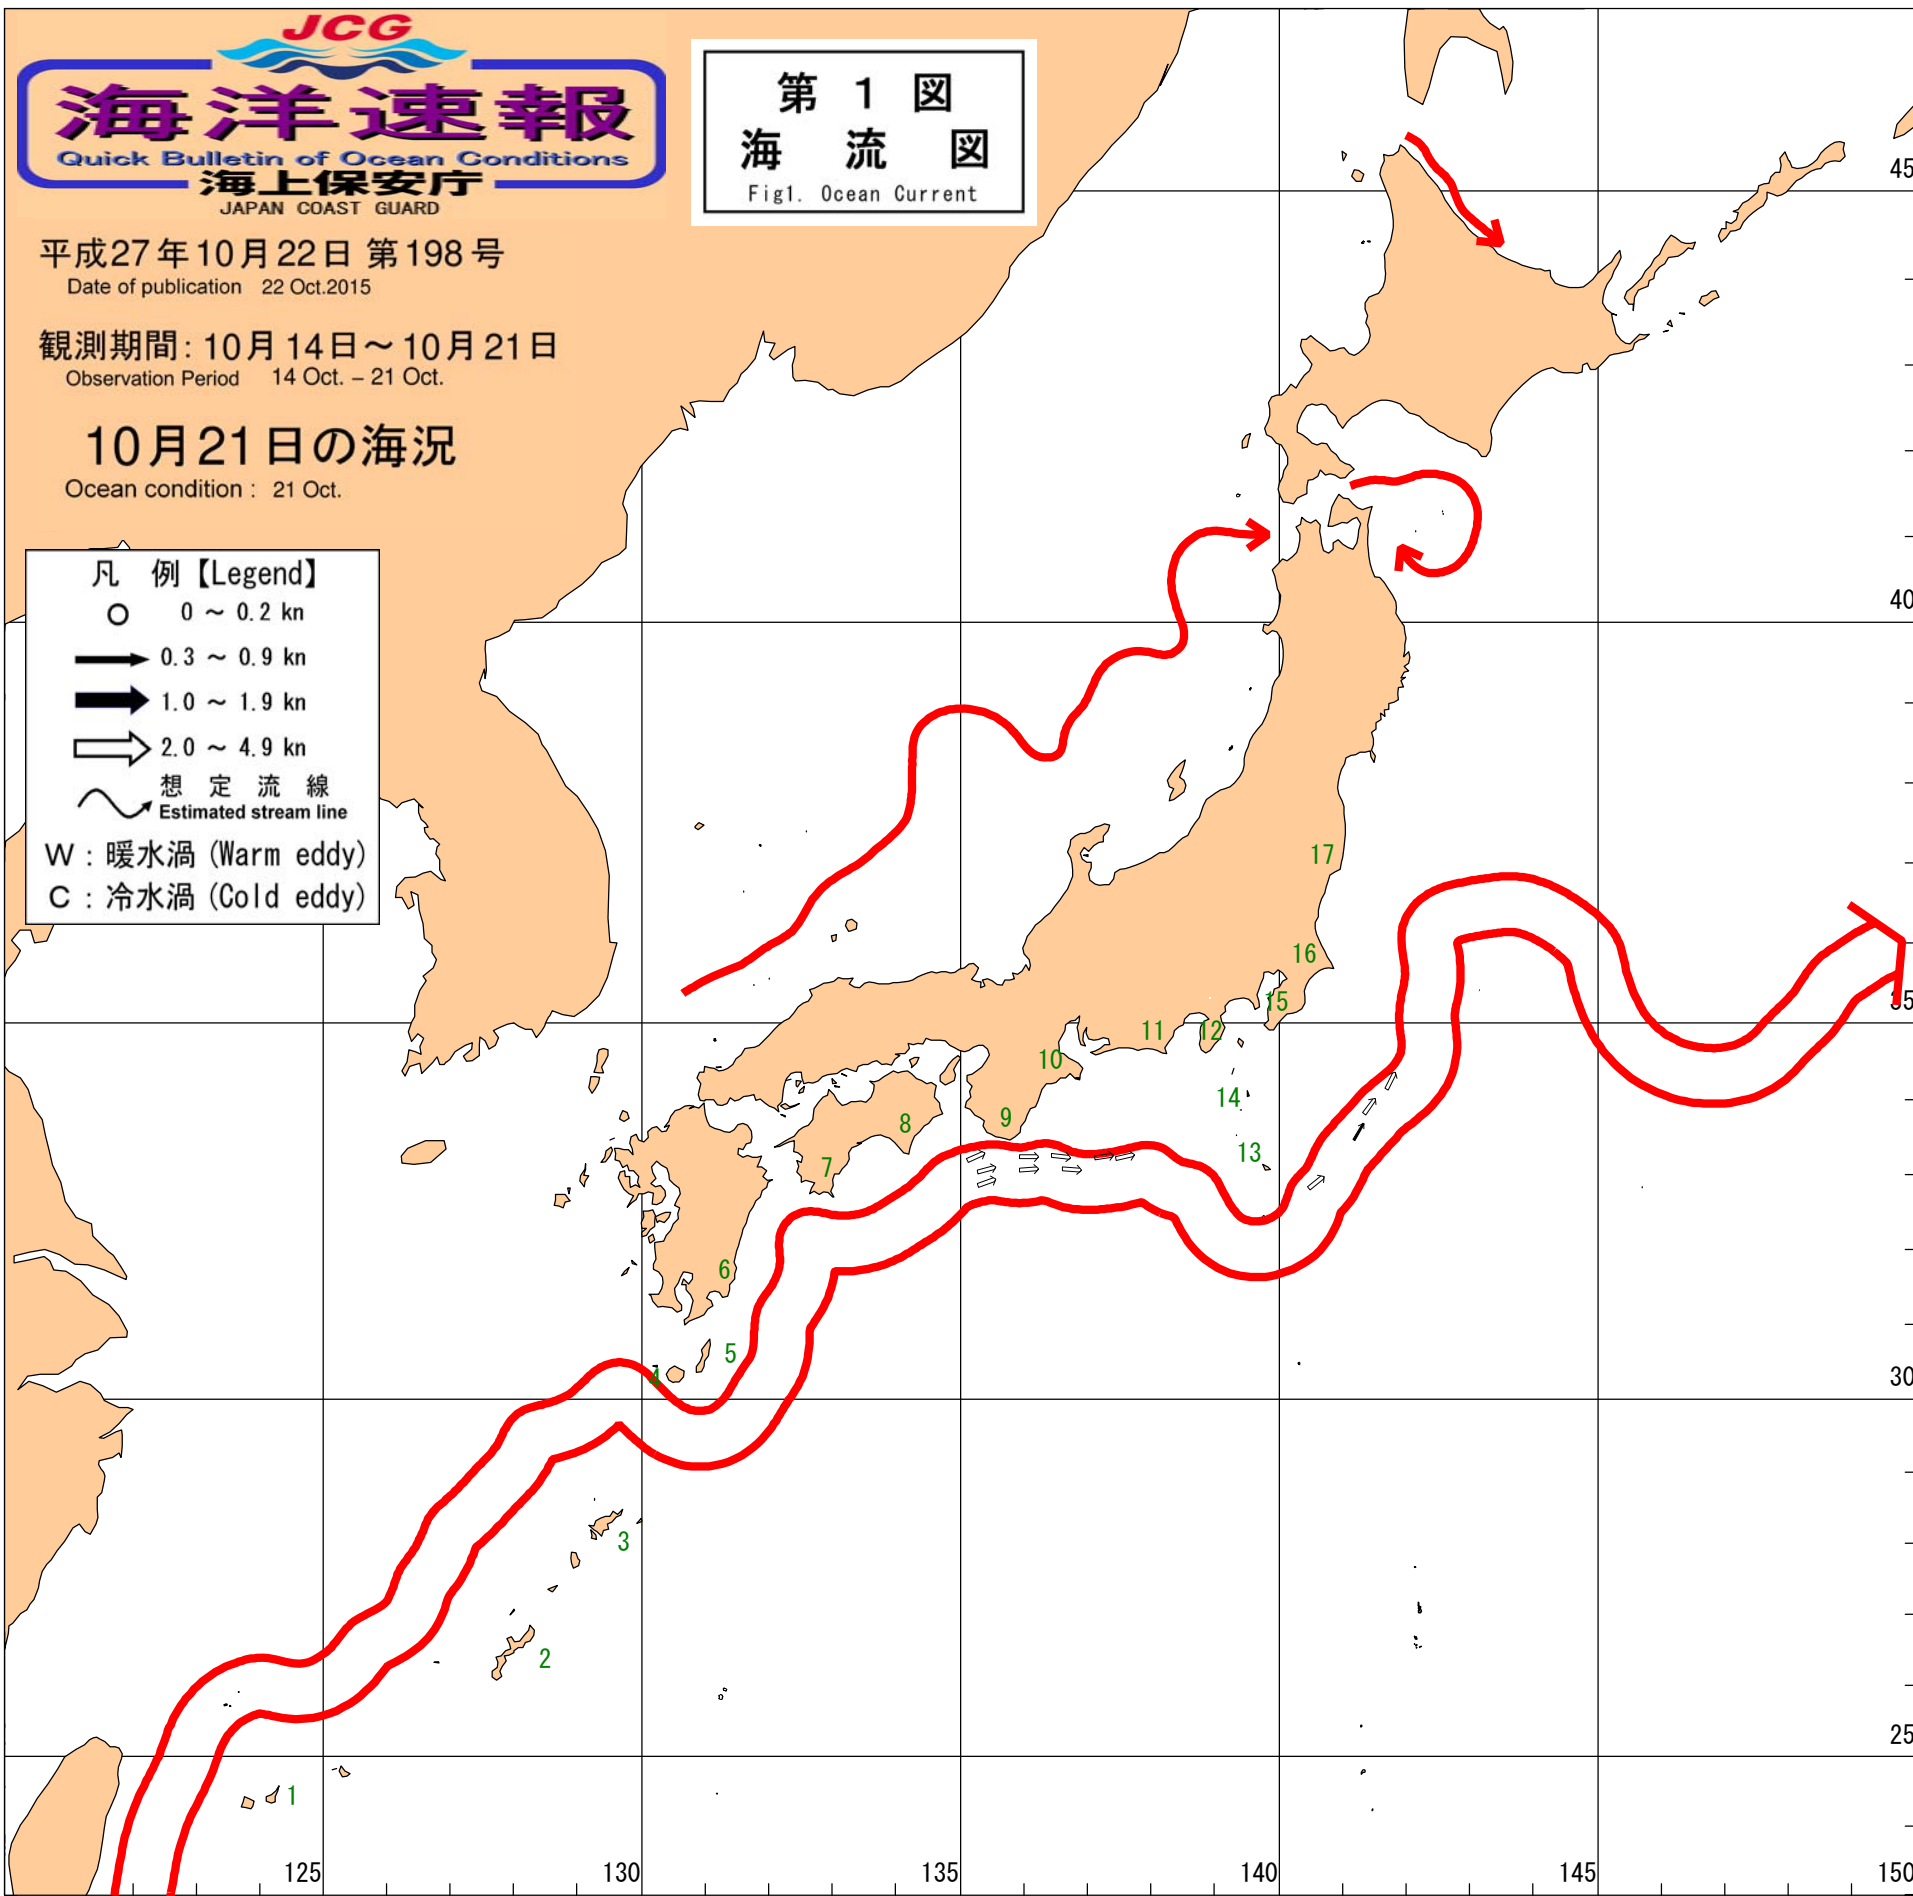 JCG
海洋速報
Quick Bulletin of Ocean Conditions
海上保安庁
JAPAN COAST GUARD
第 1 図
海 流 図
Fig1. Ocean Current
平成27年10月22日 第198号
Date of publication 22 Oct.2015
観測期間: 10月14日～10月21日
Observation Period 14 Oct. – 21 Oct.
10月21日の海況
Ocean condition : 21 Oct.
凡 例【Legend】
0 ～ 0.2 kn
0.3 ～ 0.9 kn
1.0 ～ 1.9 kn
2.0 ～ 4.9 kn
想 定 流 線
Estimated stream line
W : 暖水渦 (Warm eddy)
C : 冷水渦 (Cold eddy)
45
40
35
30
25
17
16
15
12
11
10
14
9
8
13
7
6
5
4
3
2
1
125
130
135
140
145
150